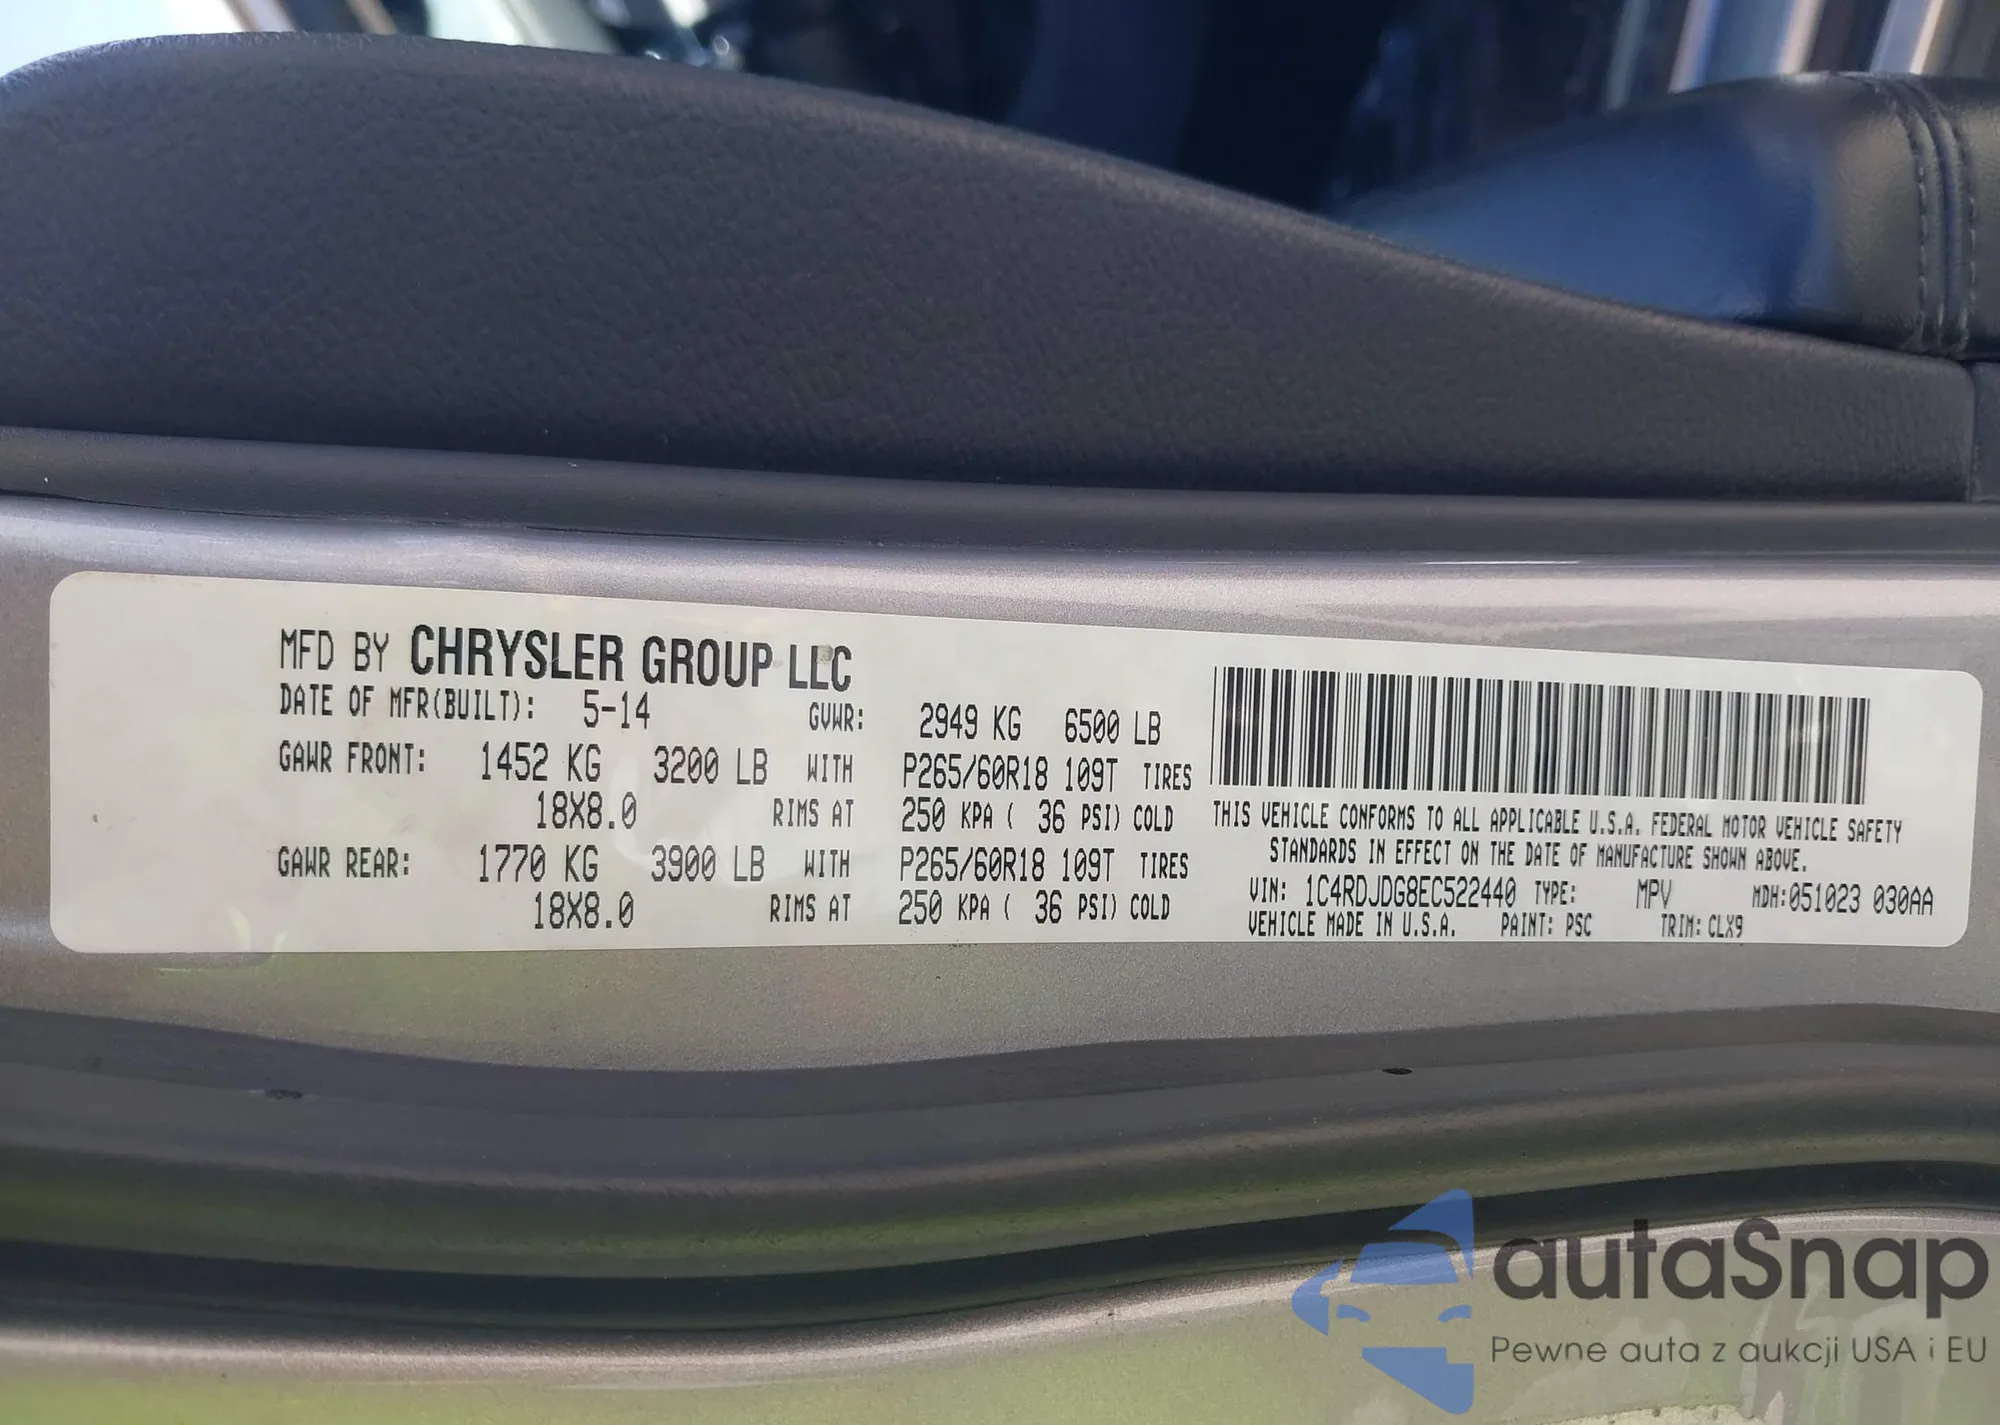 MFD BY CHRYSLER GROUP LLC
DATE OF MFR(BUILT): 5-14 GVWR: 2949 KG 6500 LB
GAWR FRONT: 1452 KG 3200 LB WITH P265/60R18 109T TIRES
18X8.0 RIMS AT 250 KPA ( 36 PSI) COLD
GAWR REAR: 1770 KG 3900 LB WITH P265/60R18 109T TIRES
18X8.0 RIMS AT 250 KPA ( 36 PSI) COLD
THIS VEHICLE CONFORMS TO ALL APPLICABLE U.S.A. FEDERAL MOTOR VEHICLE SAFETY
STANDARDS IN EFFECT ON THE DATE OF MANUFACTURE SHOWN ABOVE.
VIN: 1C4RDJDG8EC522440 TYPE: MPV MDH:051023 030AA
VEHICLE MADE IN U.S.A. PAINT: PSC TRIM: CLX9
autaSnap
Pewne auta z aukcji USA i EU